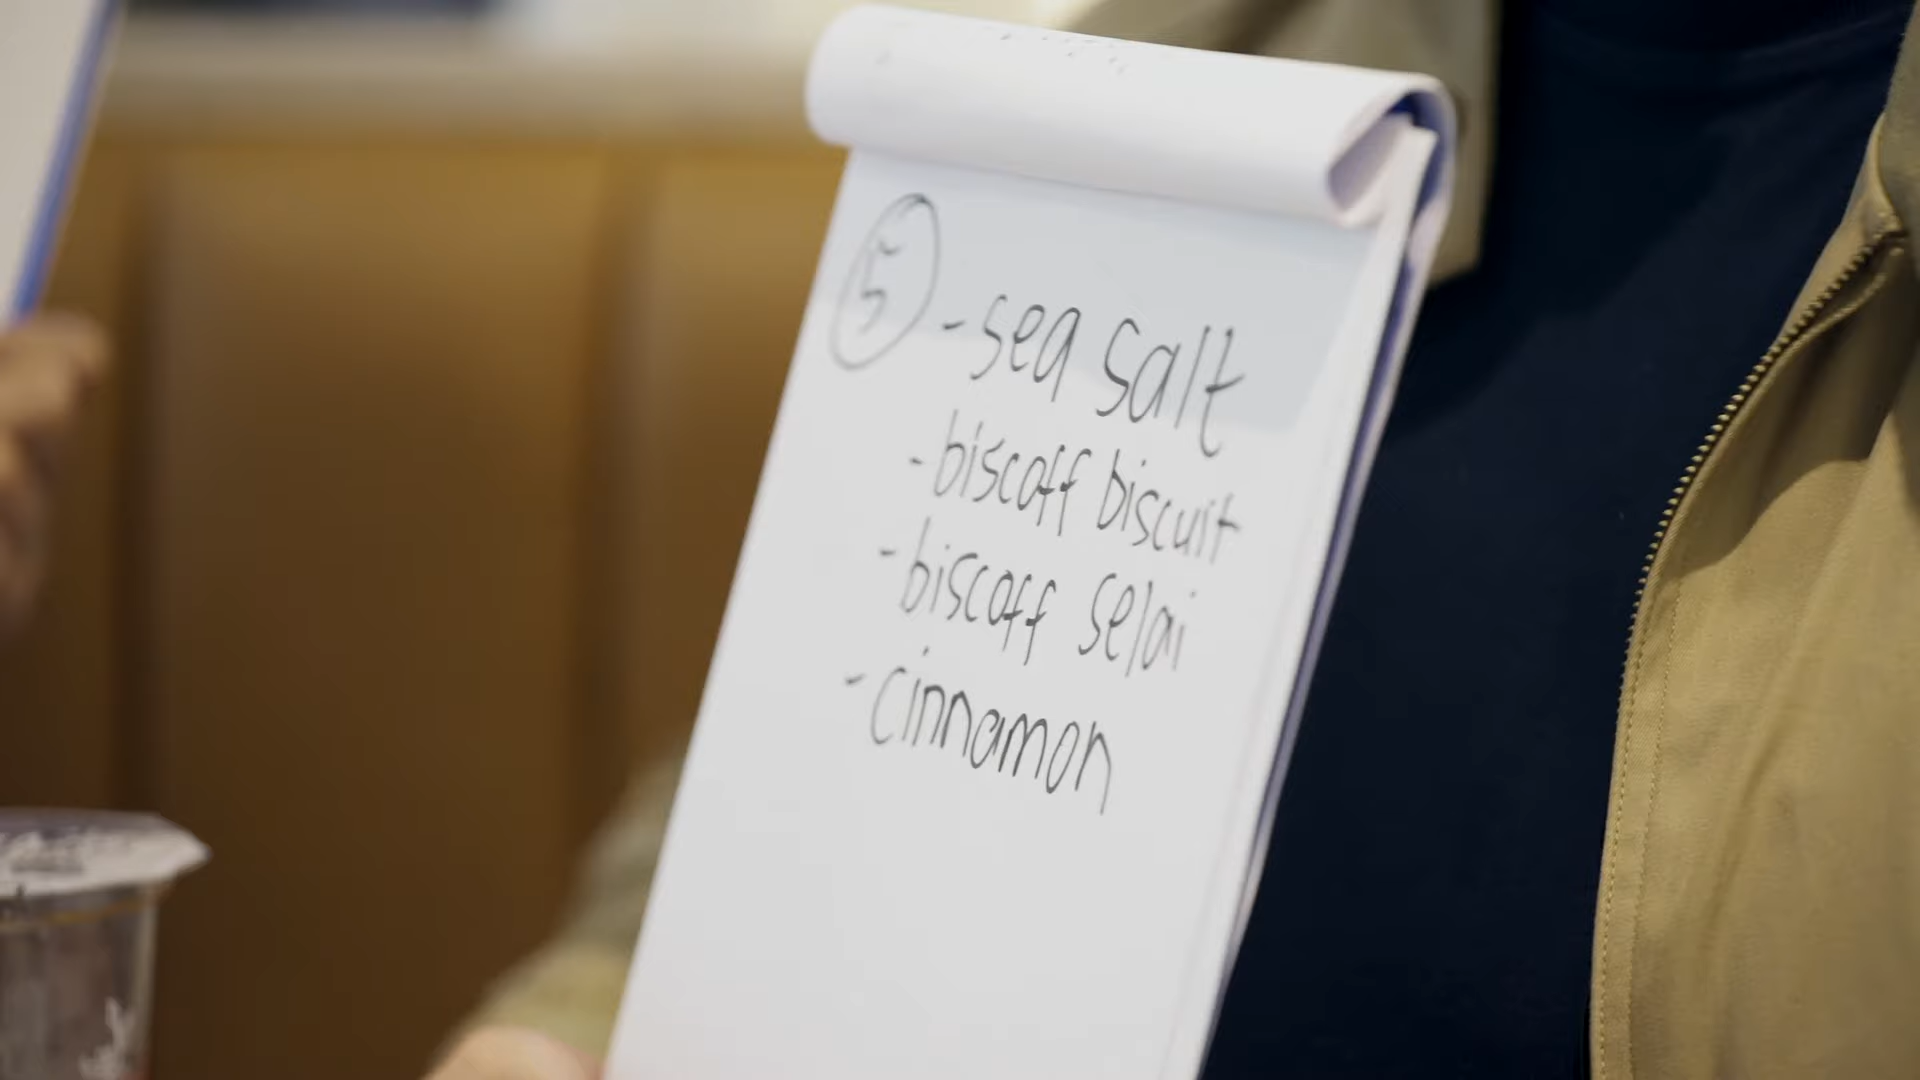 5
- sea salt
- biscoff biscuit
- biscoff selai
- cinnamon